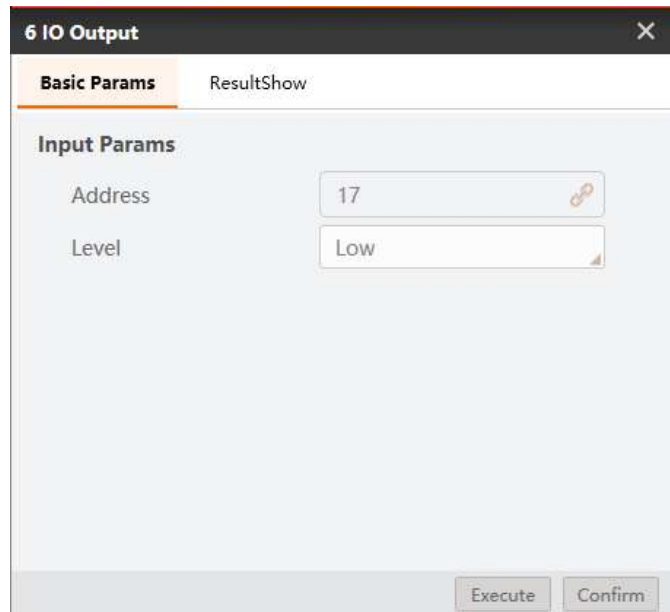 6 IO Output
Basic Params ResultShow
Input Params
Address 17
Level Low
Execute Confirm